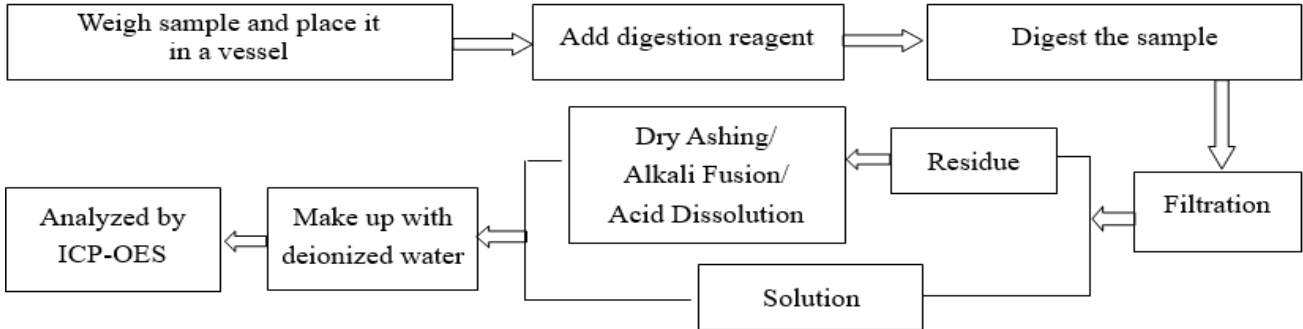 Weigh sample and place it
in a vessel
Add digestion reagent
Digest the sample
Filtration
Residue
Dry Ashing/
Alkali Fusion/
Acid Dissolution
Solution
Make up with
deionized water
Analyzed by
ICP-OES